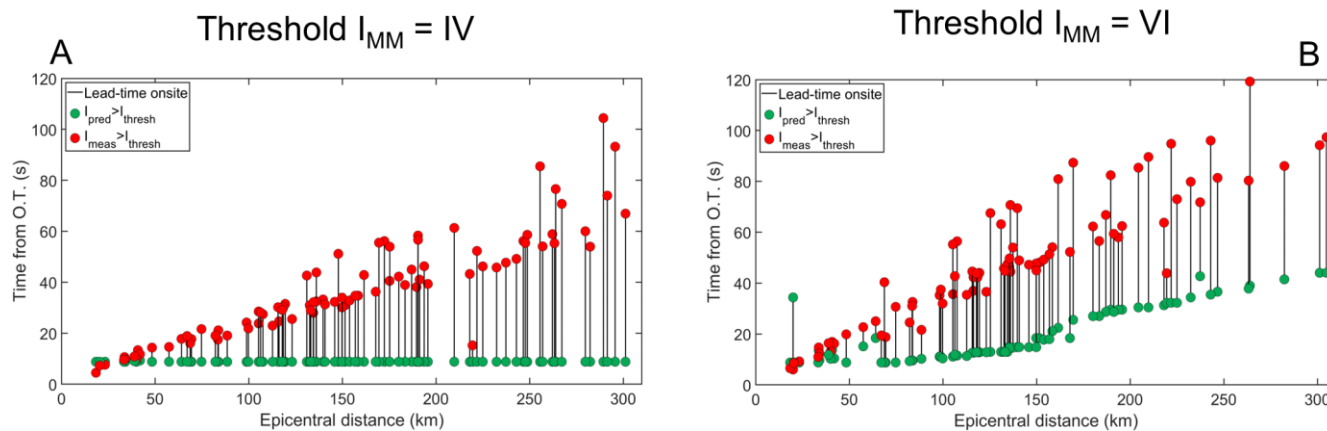 Threshold I_MM = IV
A
120
100
80
60
40
20
0
Time from O.T. (s)
Lead-time onsite
I_pred>I_thresh
I_meas>I_thresh
0 50 100 150 200 250 300
Epicentral distance (km)
Threshold I_MM = VI
B
120
100
80
60
40
20
0
Time from O.T. (s)
Lead-time onsite
I_pred>I_thresh
I_meas>I_thresh
0 50 100 150 200 250 300
Epicentral distance (km)